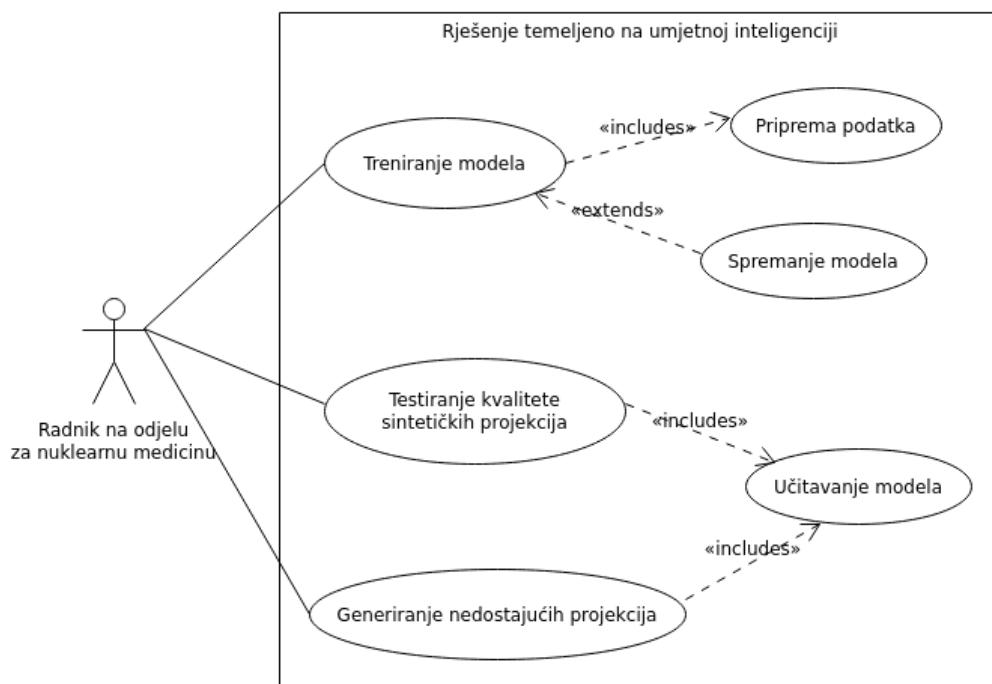 Rješenje temeljeno na umjetnoj inteligenciji
Treniranje modela
«includes»
Priprema podatka
«extends»
Spremanje modela
Radnik na odjelu
za nuklearnu medicinu
Testiranje kvalitete
sintetičkih projekcija
«includes»
Učitavanje modela
«includes»
Generiranje nedostajućih projekcija